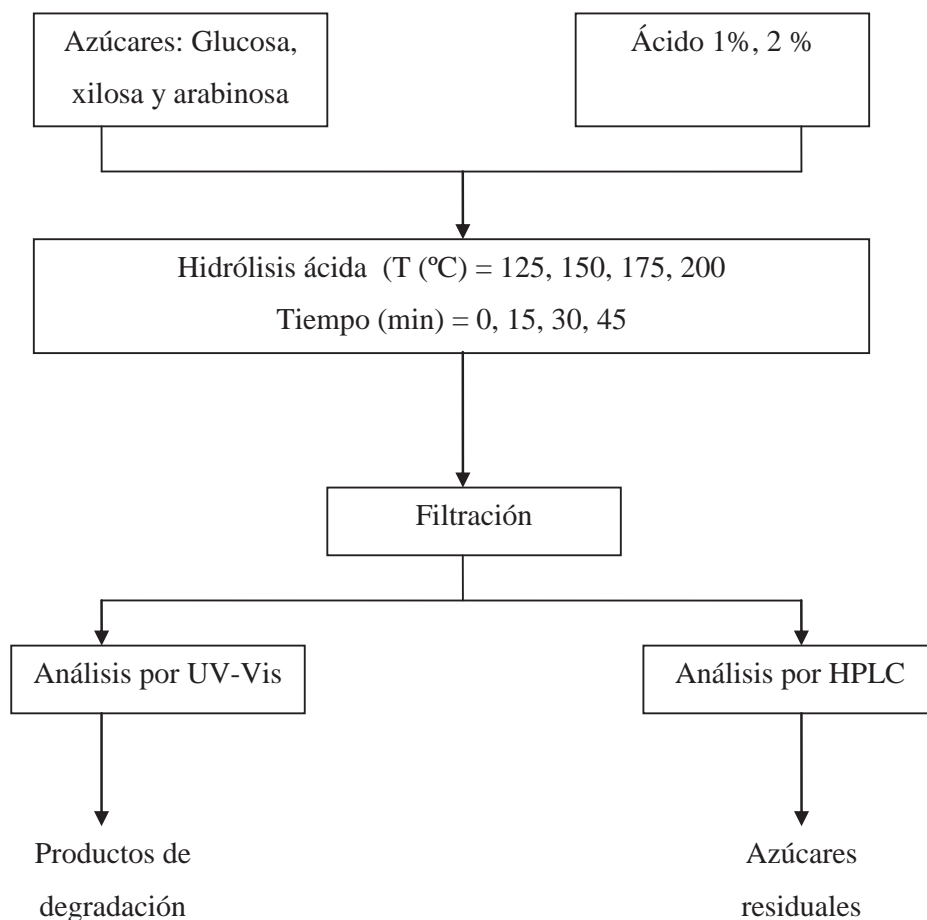 Azúcares: Glucosa,
xilosa y arabinosa
Ácido 1%, 2 %
Hidrólisis ácida (T (ºC) = 125, 150, 175, 200
Tiempo (min) = 0, 15, 30, 45
Filtración
Análisis por UV-Vis
Análisis por HPLC
Productos de
degradación
Azúcares
residuales